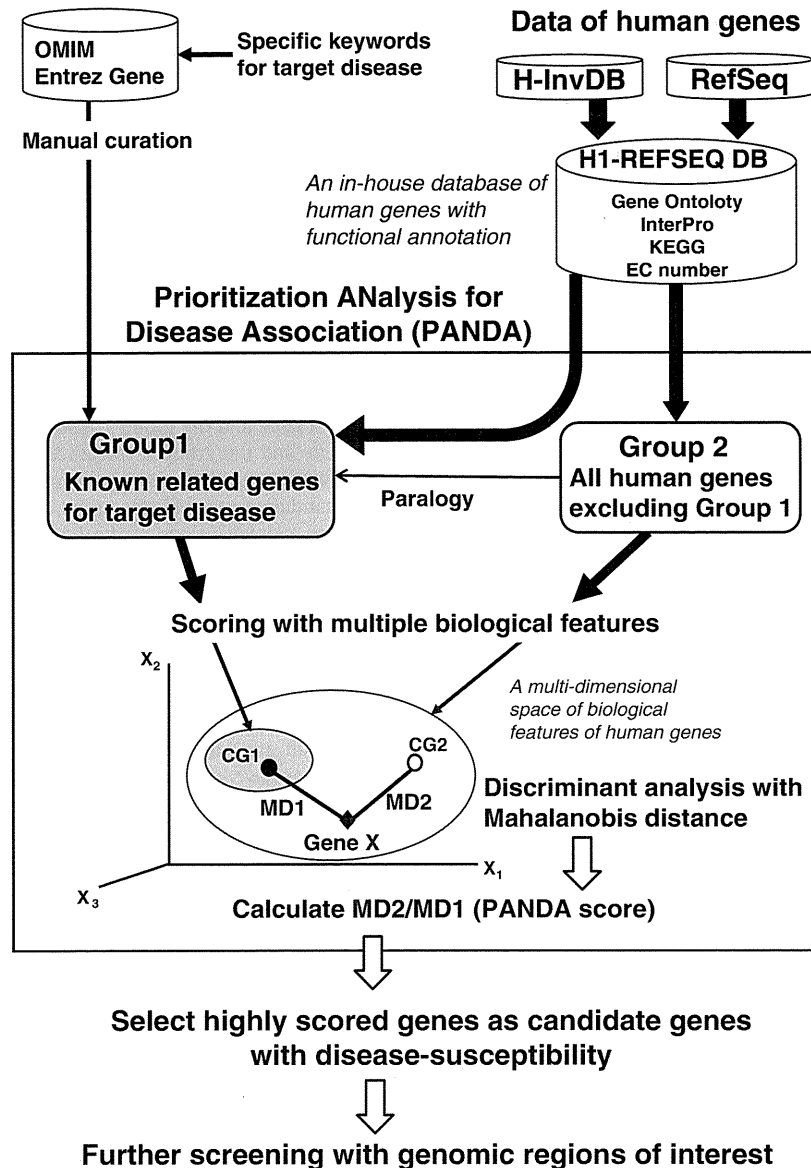 OMIM
Entrez Gene
Specific keywords
for target disease
Data of human genes
H-InvDB
RefSeq
Manual curation
H1-REFSEQ DB
Gene Ontoloty
InterPro
KEGG
EC number
An in-house database of
human genes with
functional annotation
Prioritization ANalysis for
Disease Association (PANDA)
Group1
Known related genes
for target disease
Group 2
All human genes
excluding Group 1
Paralogy
Scoring with multiple biological features
X2
A multi-dimensional
space of biological
features of human genes
CG1
CG2
MD1
MD2
Gene X
Discriminant analysis with
Mahalanobis distance
X1
X3
Calculate MD2/MD1 (PANDA score)
Select highly scored genes as candidate genes
with disease-susceptibility
Further screening with genomic regions of interest